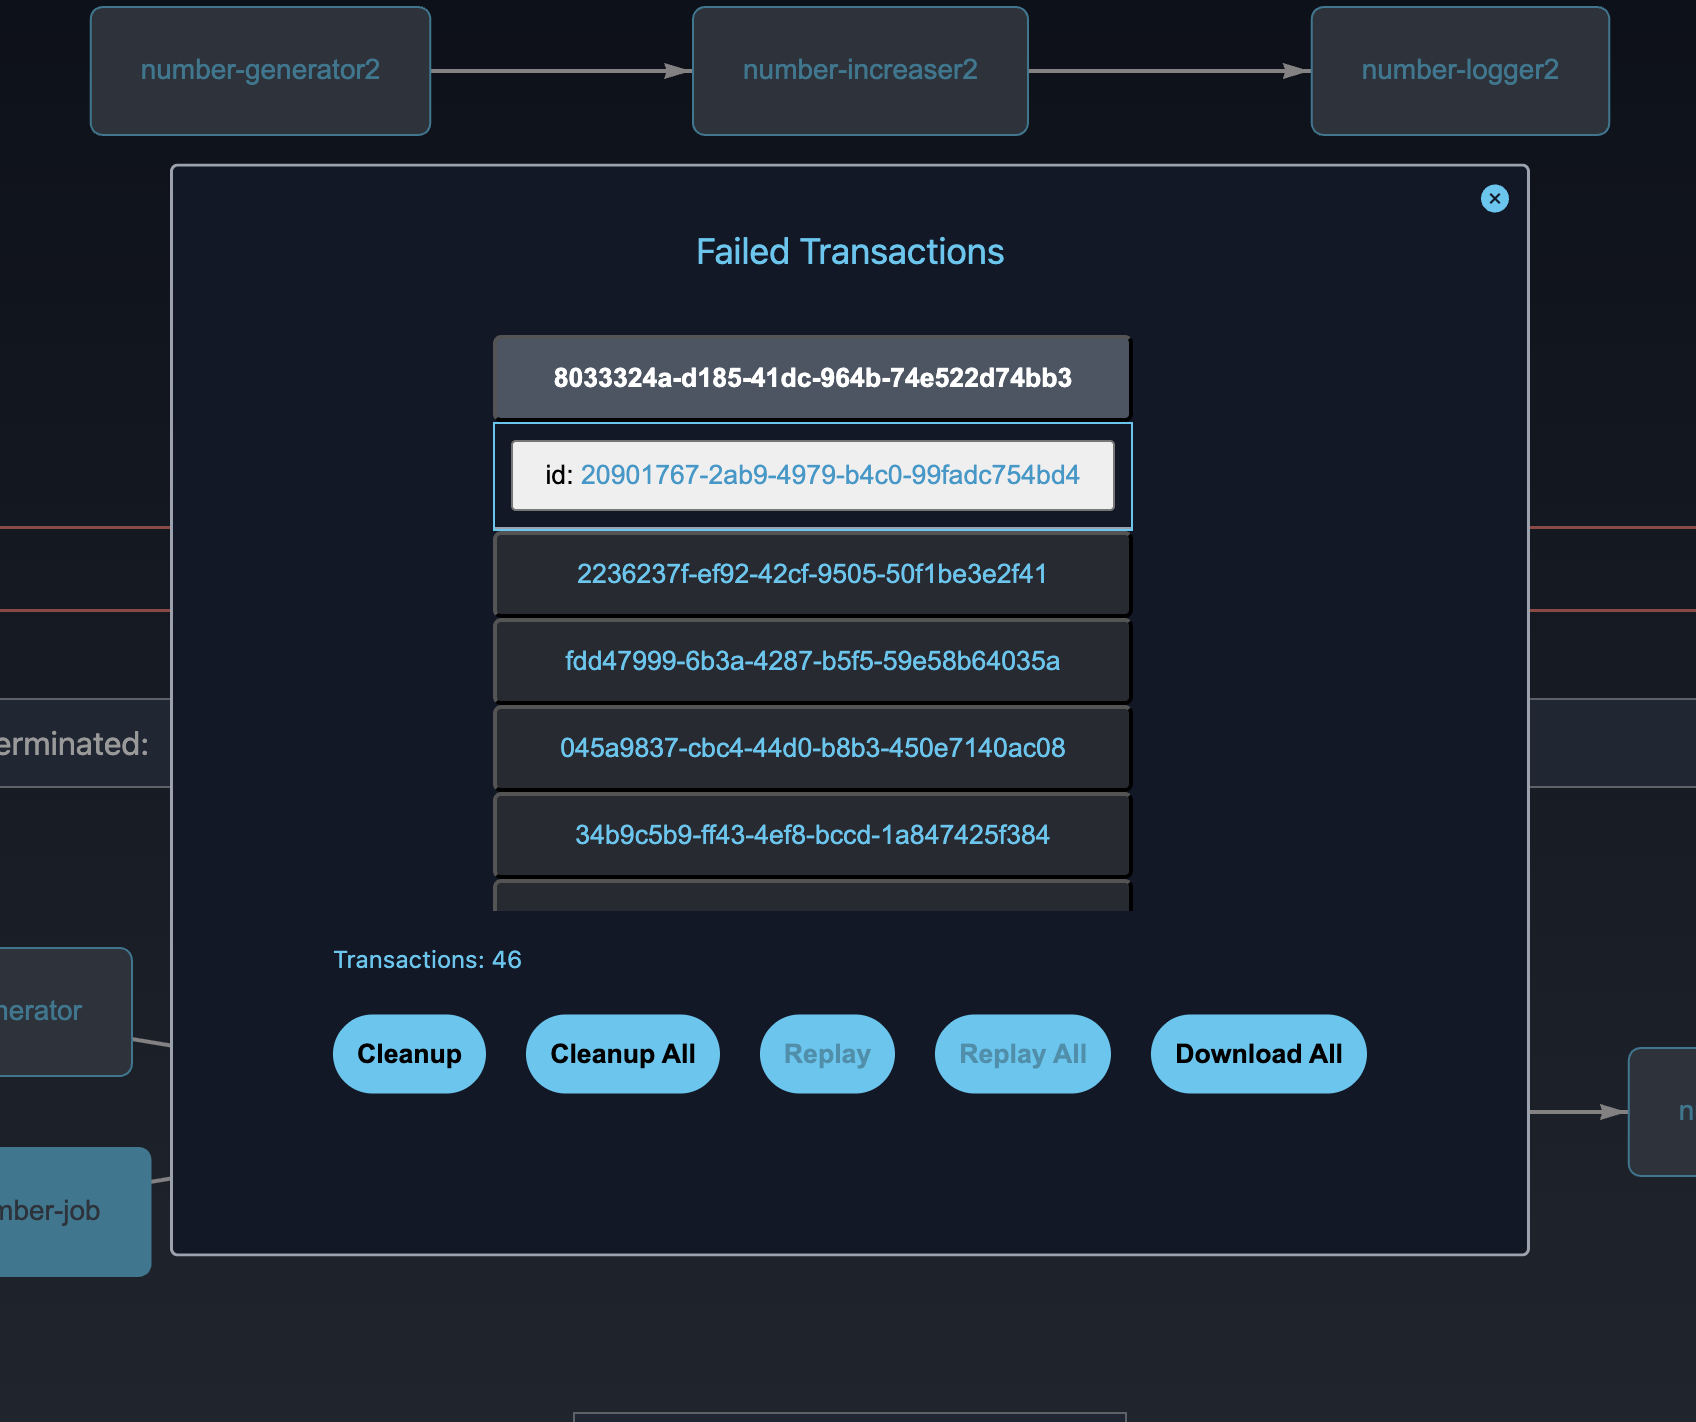 number-generator2
number-increaser2
number-logger2
Failed Transactions
8033324a-d185-41dc-964b-74e522d74bb3
id: 20901767-2ab9-4979-b4c0-99fadc754bd4
2236237f-ef92-42cf-9505-50f1be3e2f41
fdd47999-6b3a-4287-b5f5-59e58b64035a
erminated:
045a9837-cbc4-44d0-b8b3-450e7140ac08
34b9c5b9-ff43-4ef8-bccd-1a847425f384
Transactions: 46
nerator
Cleanup
Cleanup All
Replay
Replay All
Download All
n
mber-job